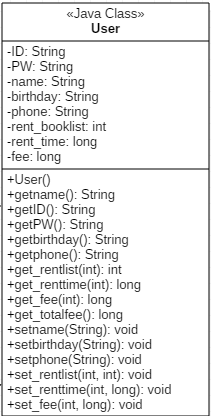 «Java Class»
User
-ID: String
-PW: String
-name: String
-birthday: String
-phone: String
-rent_booklist: int
-rent_time: long
-fee: long
+User()
+getname(): String
+getID(): String
+getPW(): String
+getbirthday(): String
+getphone(): String
+get_rentlist(int): int
+get_renttime(int): long
+get_fee(int): long
+get_totalfee(): long
+setname(String): void
+setbirthday(String): void
+setphone(String): void
+set_rentlist(int, int): void
+set_renttime(int, long): void
+set_fee(int, long): void